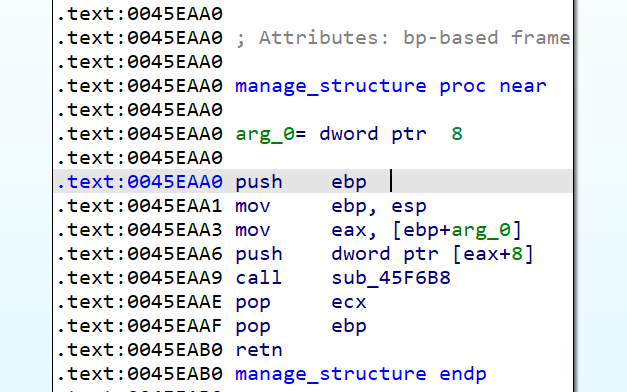 .text:0045EAA0
.text:0045EAA0 ; Attributes: bp-based frame
.text:0045EAA0
.text:0045EAA0 manage_structure proc near
.text:0045EAA0
.text:0045EAA0 arg_0= dword ptr  8
.text:0045EAA0
.text:0045EAA0 push    ebp
.text:0045EAA1 mov     ebp, esp
.text:0045EAA3 mov     eax, [ebp+arg_0]
.text:0045EAA6 push    dword ptr [eax+8]
.text:0045EAA9 call    sub_45F6B8
.text:0045EAAE pop     ecx
.text:0045EAAF pop     ebp
.text:0045EAB0 retn
.text:0045EAB0 manage_structure endp